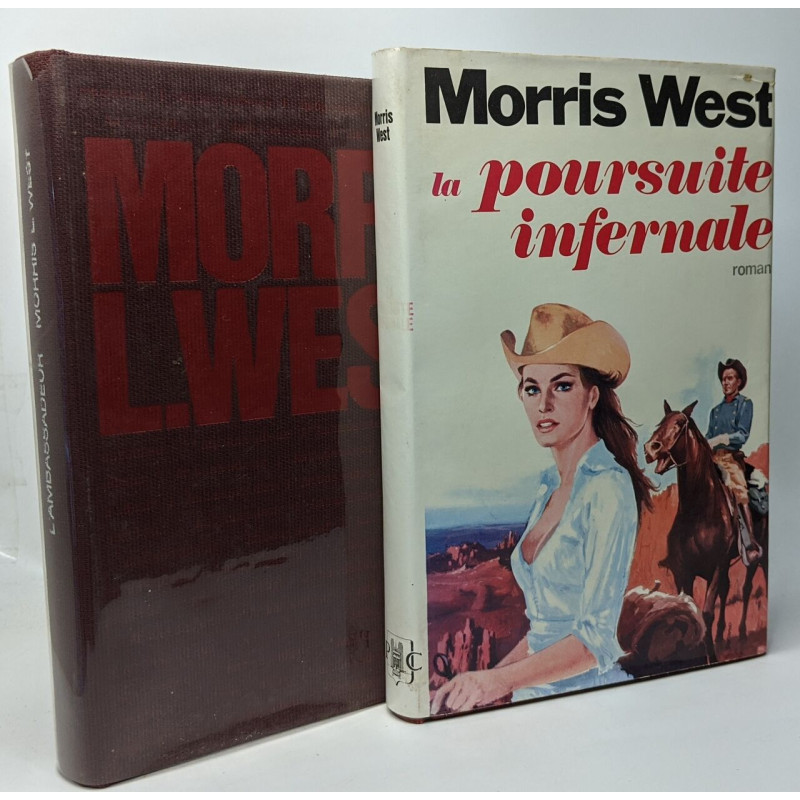 L'AMBASSADEUR MORRIS L. WEST
MORR
L.WES
Morris
West
Morris West
la poursuite
infernale
roman